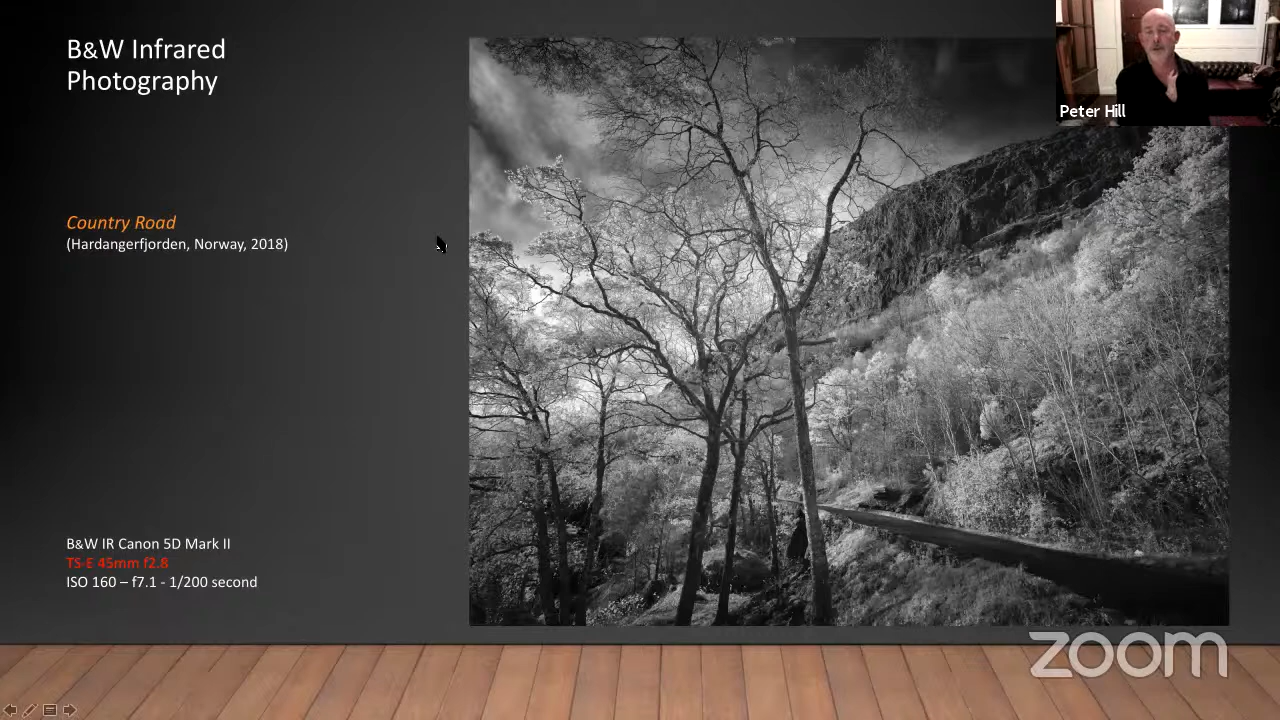 B&W Infrared
Photography
Peter Hill
Country Road
(Hardangerfjorden, Norway, 2018)
B&W IR Canon 5D Mark II
TS-E 45mm f2.8
ISO 160 – f7.1 - 1/200 second
zoom